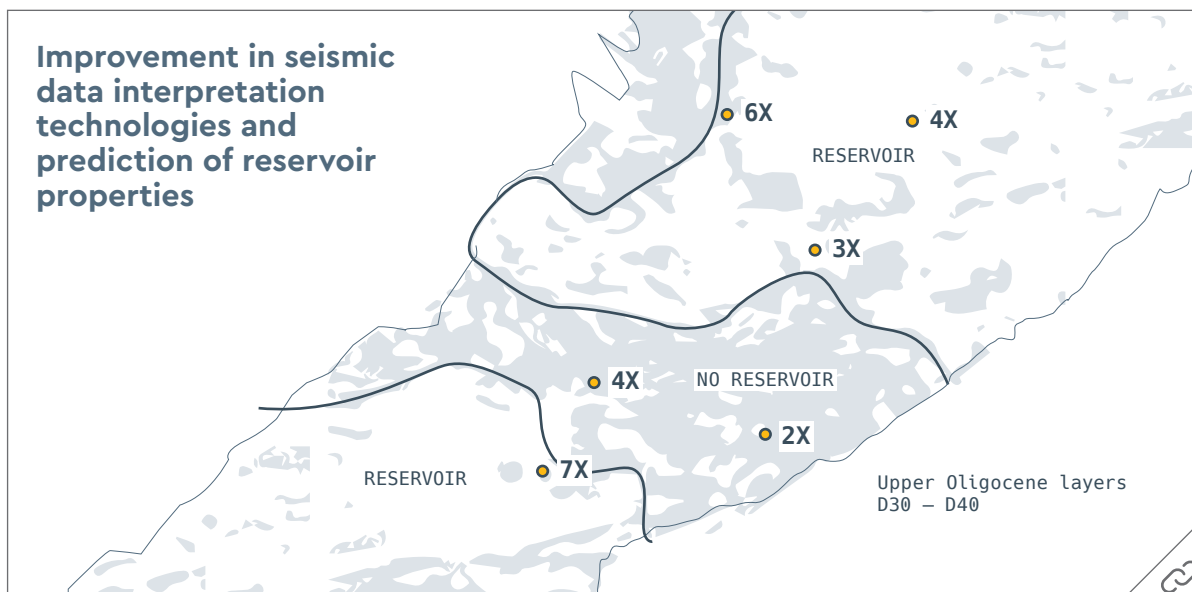 Improvement in seismic
data interpretation
technologies and
prediction of reservoir
properties
6X
4X
RESERVOIR
3X
4X
NO RESERVOIR
2X
RESERVOIR
7X
Upper Oligocene layers
D30 – D40